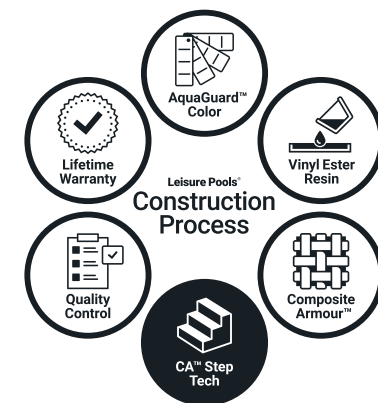 AquaGuard™
Color
Lifetime
Warranty
Vinyl Ester
Resin
Leisure Pools®
Construction
Process
Quality
Control
Composite
Armour™
CA™ Step
Tech